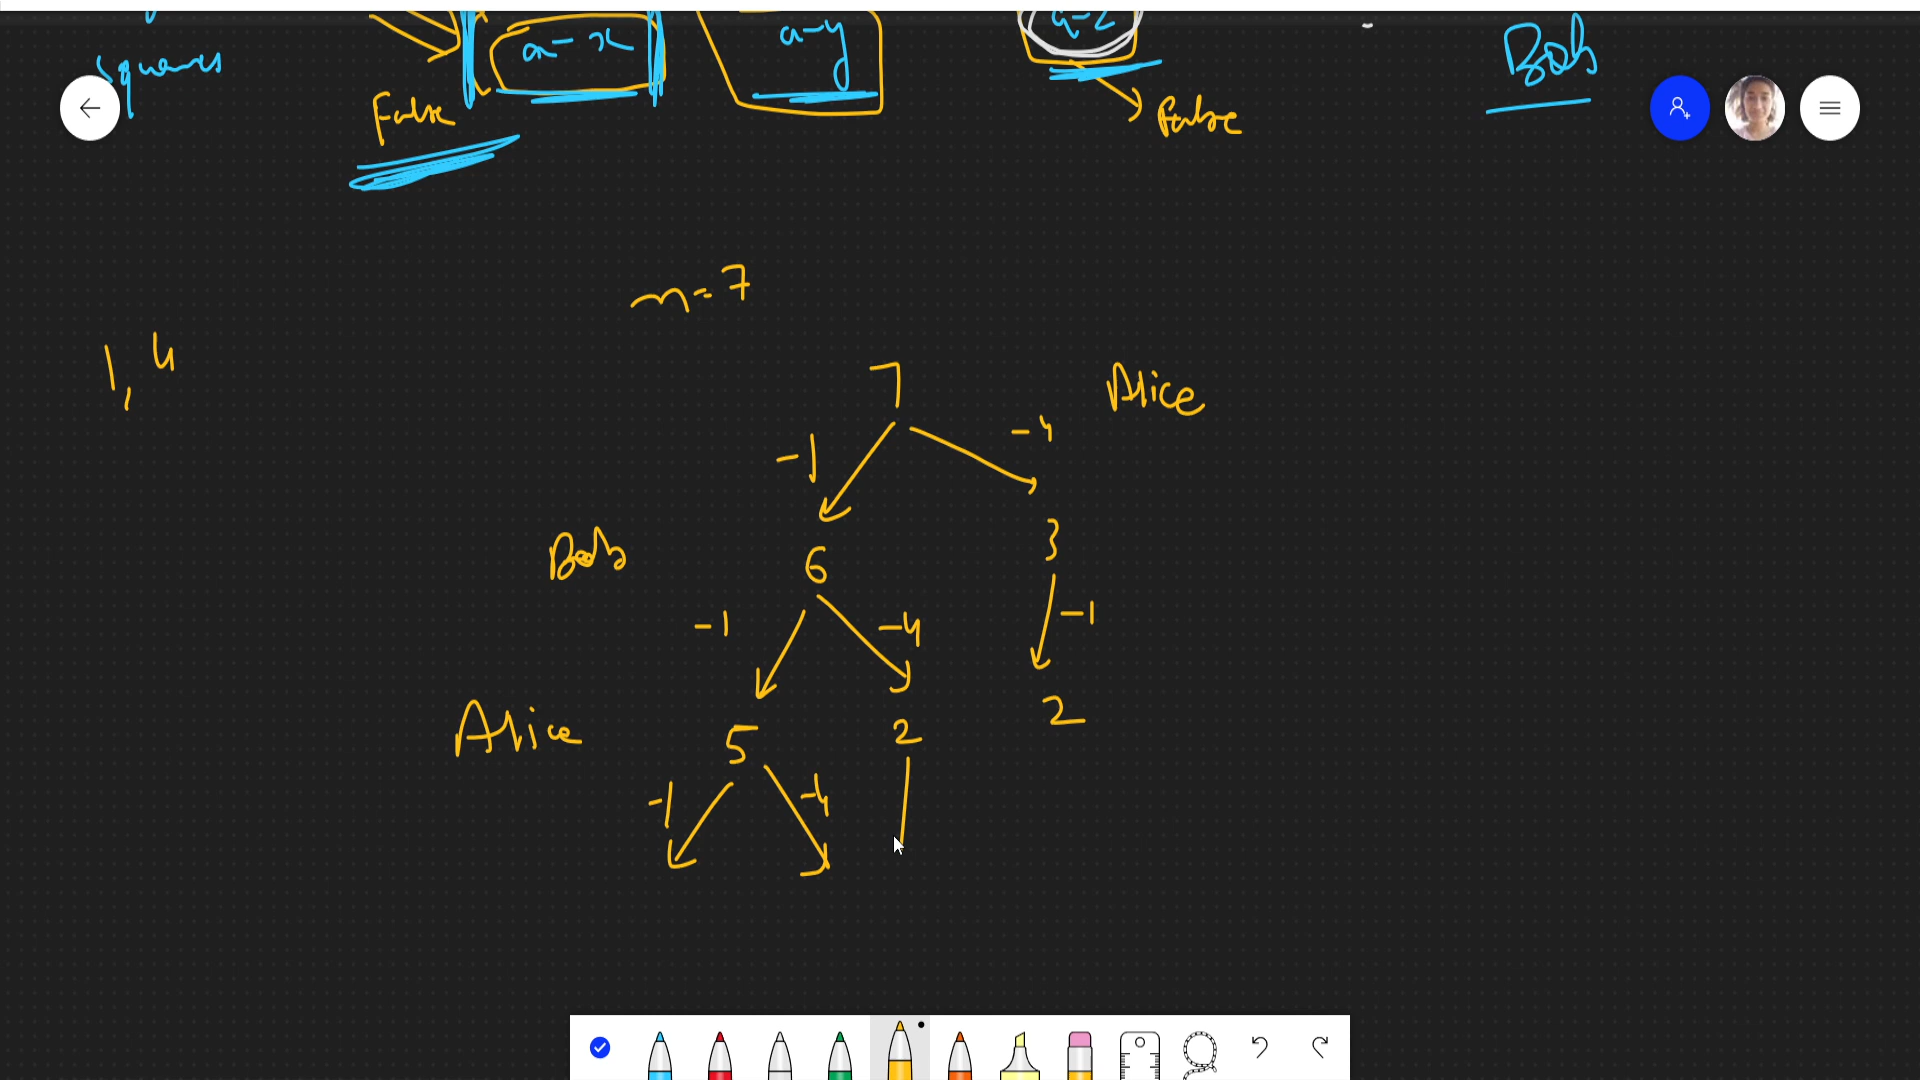 squares
a-x
a-y
a-z
Bob
False
False
n=7
1, 4
7
Alice
-1
-4
Bob
6
3
-1
-4
-1
Alice
5
2
2
-1
-4